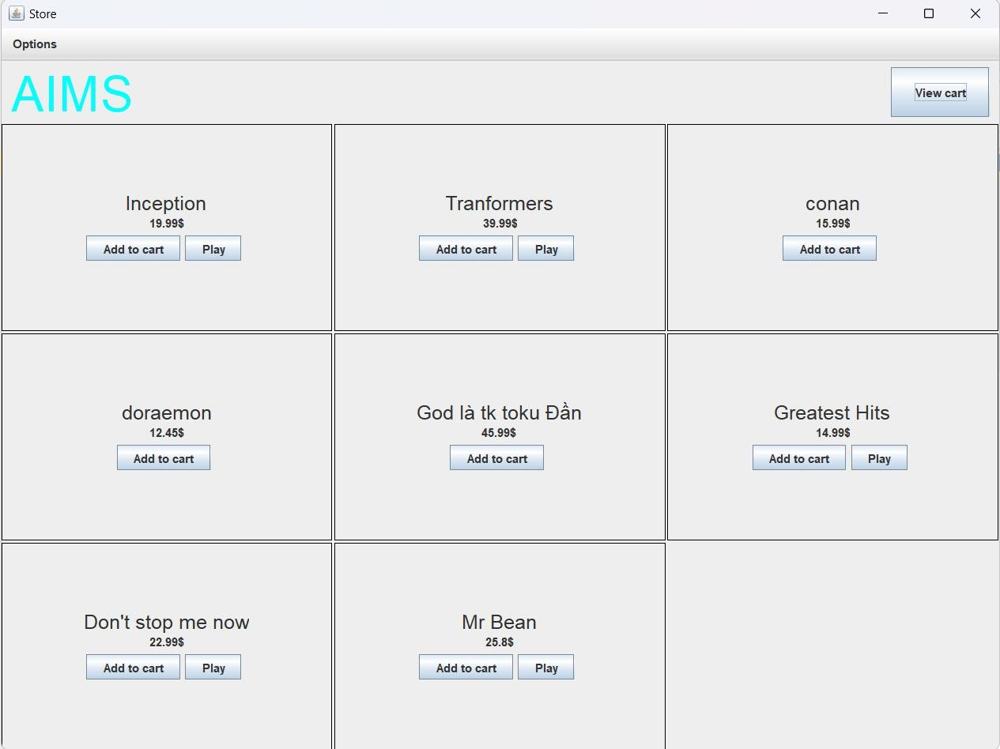 Store
Options
AIMS
View cart
Inception
19.99$
Add to cart Play
Tranformers
39.99$
Add to cart Play
conan
15.99$
Add to cart
doraemon
12.45$
Add to cart
God là tk toku Đần
45.99$
Add to cart
Greatest Hits
14.99$
Add to cart Play
Don't stop me now
22.99$
Add to cart Play
Mr Bean
25.8$
Add to cart Play